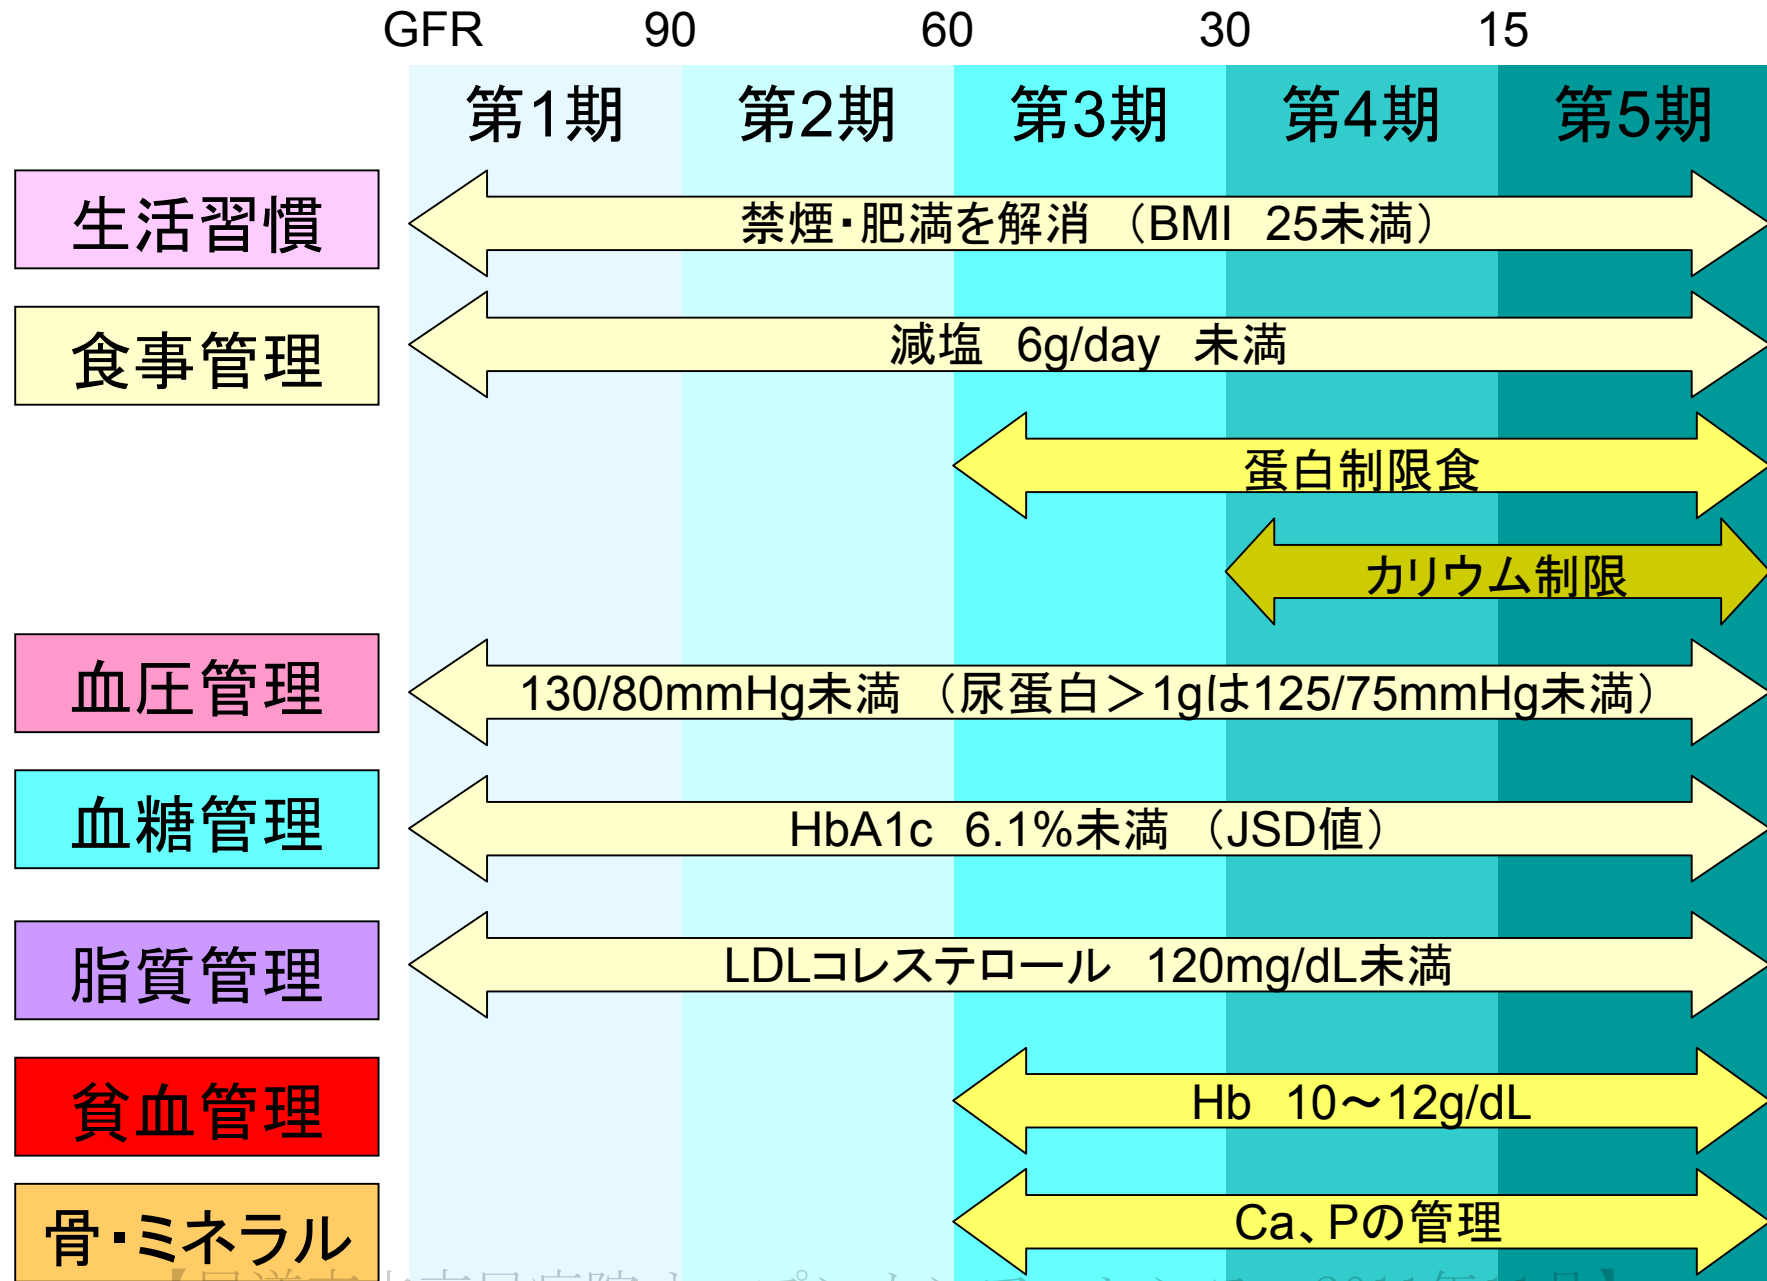 GFR 90 60 30 15
第1期 第2期 第3期 第4期 第5期
生活習慣
禁煙・肥満を解消 （BMI 25未満）
食事管理
減塩 6g/day 未満
蛋白制限食
カリウム制限
血圧管理
130/80mmHg未満 （尿蛋白＞1gは125/75mmHg未満）
血糖管理
HbA1c 6.1%未満 （JSD値）
脂質管理
LDLコレステロール 120mg/dL未満
貧血管理
Hb 10～12g/dL
骨・ミネラル
Ca、Pの管理